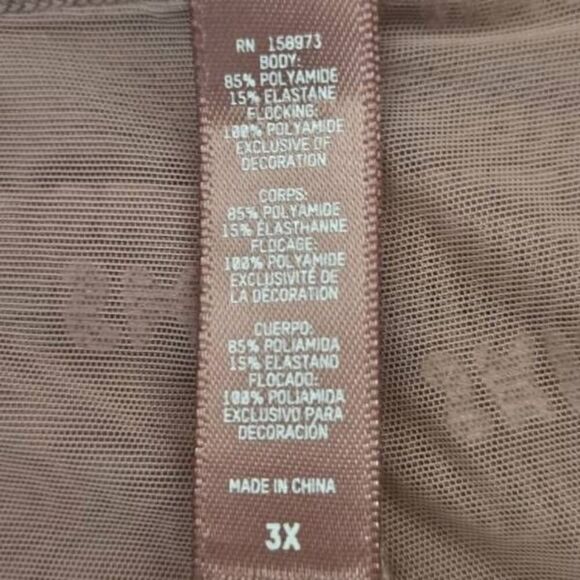 RN 158973
BODY:
85% POLYAMIDE
15% ELASTANE
FLOCKING:
100% POLYAMIDE
EXCLUSIVE OF
DECORATION
CORPS:
85% POLYAMIDE
15% ELASTHANNE
FLOCAGE:
100% POLYAMIDE
EXCLUSIVITÉ DE
LA DÉCORATION
CUERPO:
85% POLIAMIDA
15% ELASTANO
FLOCADO:
100% POLIAMIDA
EXCLUSIVO PARA
DECORACIÓN
MADE IN CHINA
3X